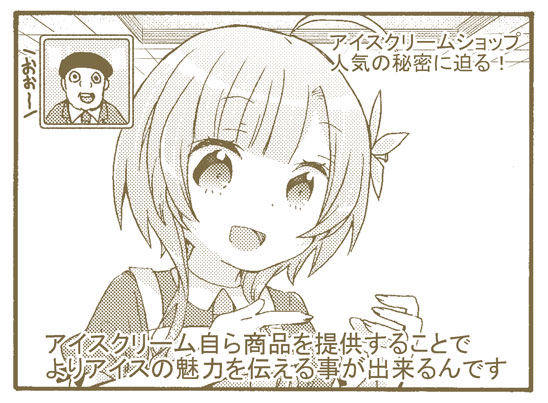 アイスクリームショップ
人気の秘密に迫る！
おぉ～
アイスクリーム自ら商品を提供することで
よりアイスの魅力を伝える事が出来るんです